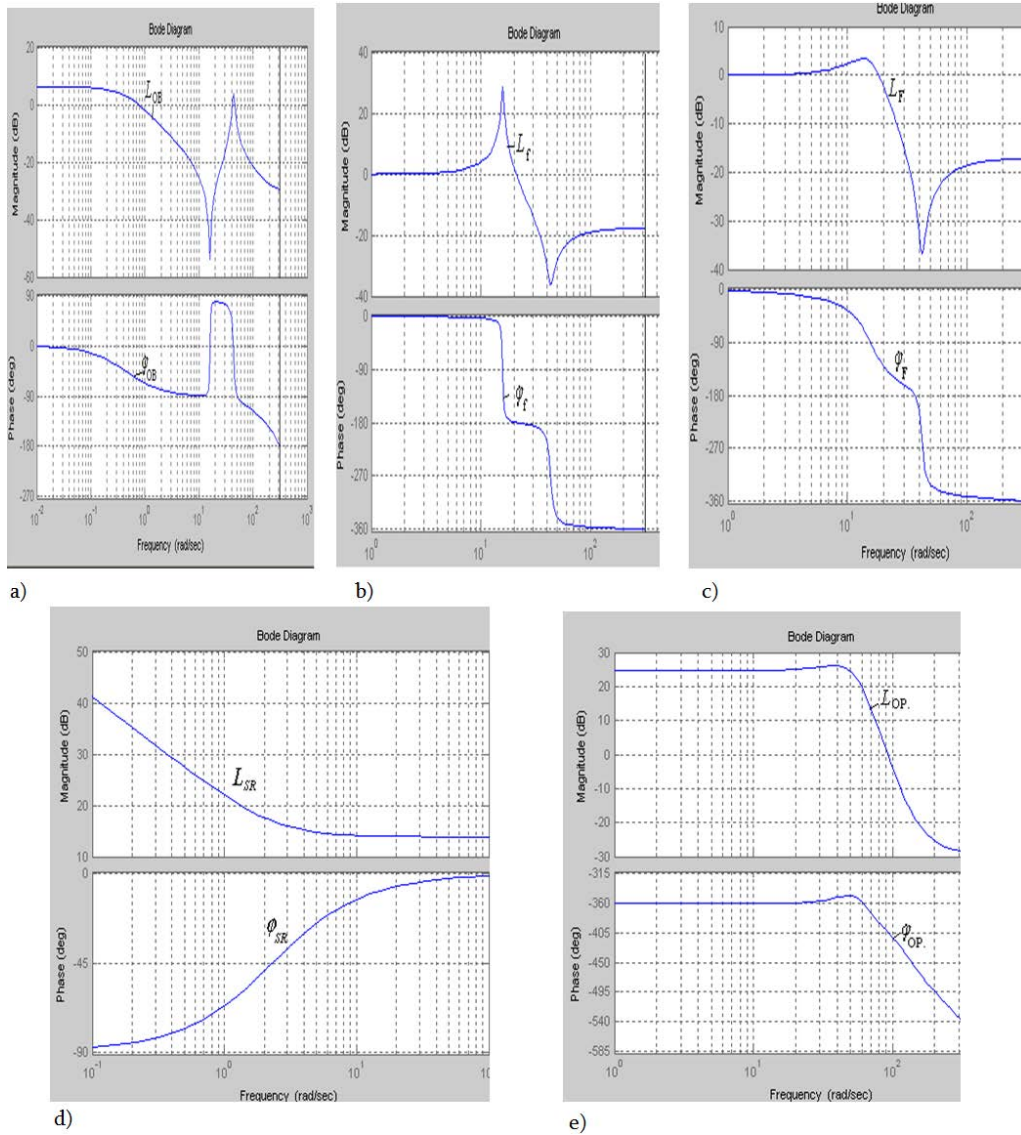 Bode Diagram
20
0
-20
-40
-60
Magnitude (dB)
L_OB
90
0
-90
-180
-270
Phase (deg)
φ_OB
10^-2 10^-1 10^0 10^1 10^2 10^3
Frequency (rad/sec)
a)
Bode Diagram
40
20
0
-20
-40
Magnitude (dB)
L_f
0
-90
-180
-270
-360
Phase (deg)
φ_f
10^0 10^1 10^2
Frequency (rad/sec)
b)
Bode Diagram
10
0
-10
-20
-30
-40
Magnitude (dB)
L_F
0
-90
-180
-270
-360
Phase (deg)
φ_F
10^0 10^1 10^2
Frequency (rad/sec)
c)
Bode Diagram
50
40
30
20
10
Magnitude (dB)
L_SR
0
-45
-90
Phase (deg)
φ_SR
10^-1 10^0 10^1
Frequency (rad/sec)
d)
Bode Diagram
30
20
10
0
-10
-20
-30
Magnitude (dB)
L_OP.
-315
-360
-405
-450
-495
-540
-585
Phase (deg)
φ_OP.
10^0 10^1 10^2
Frequency (rad/sec)
e)